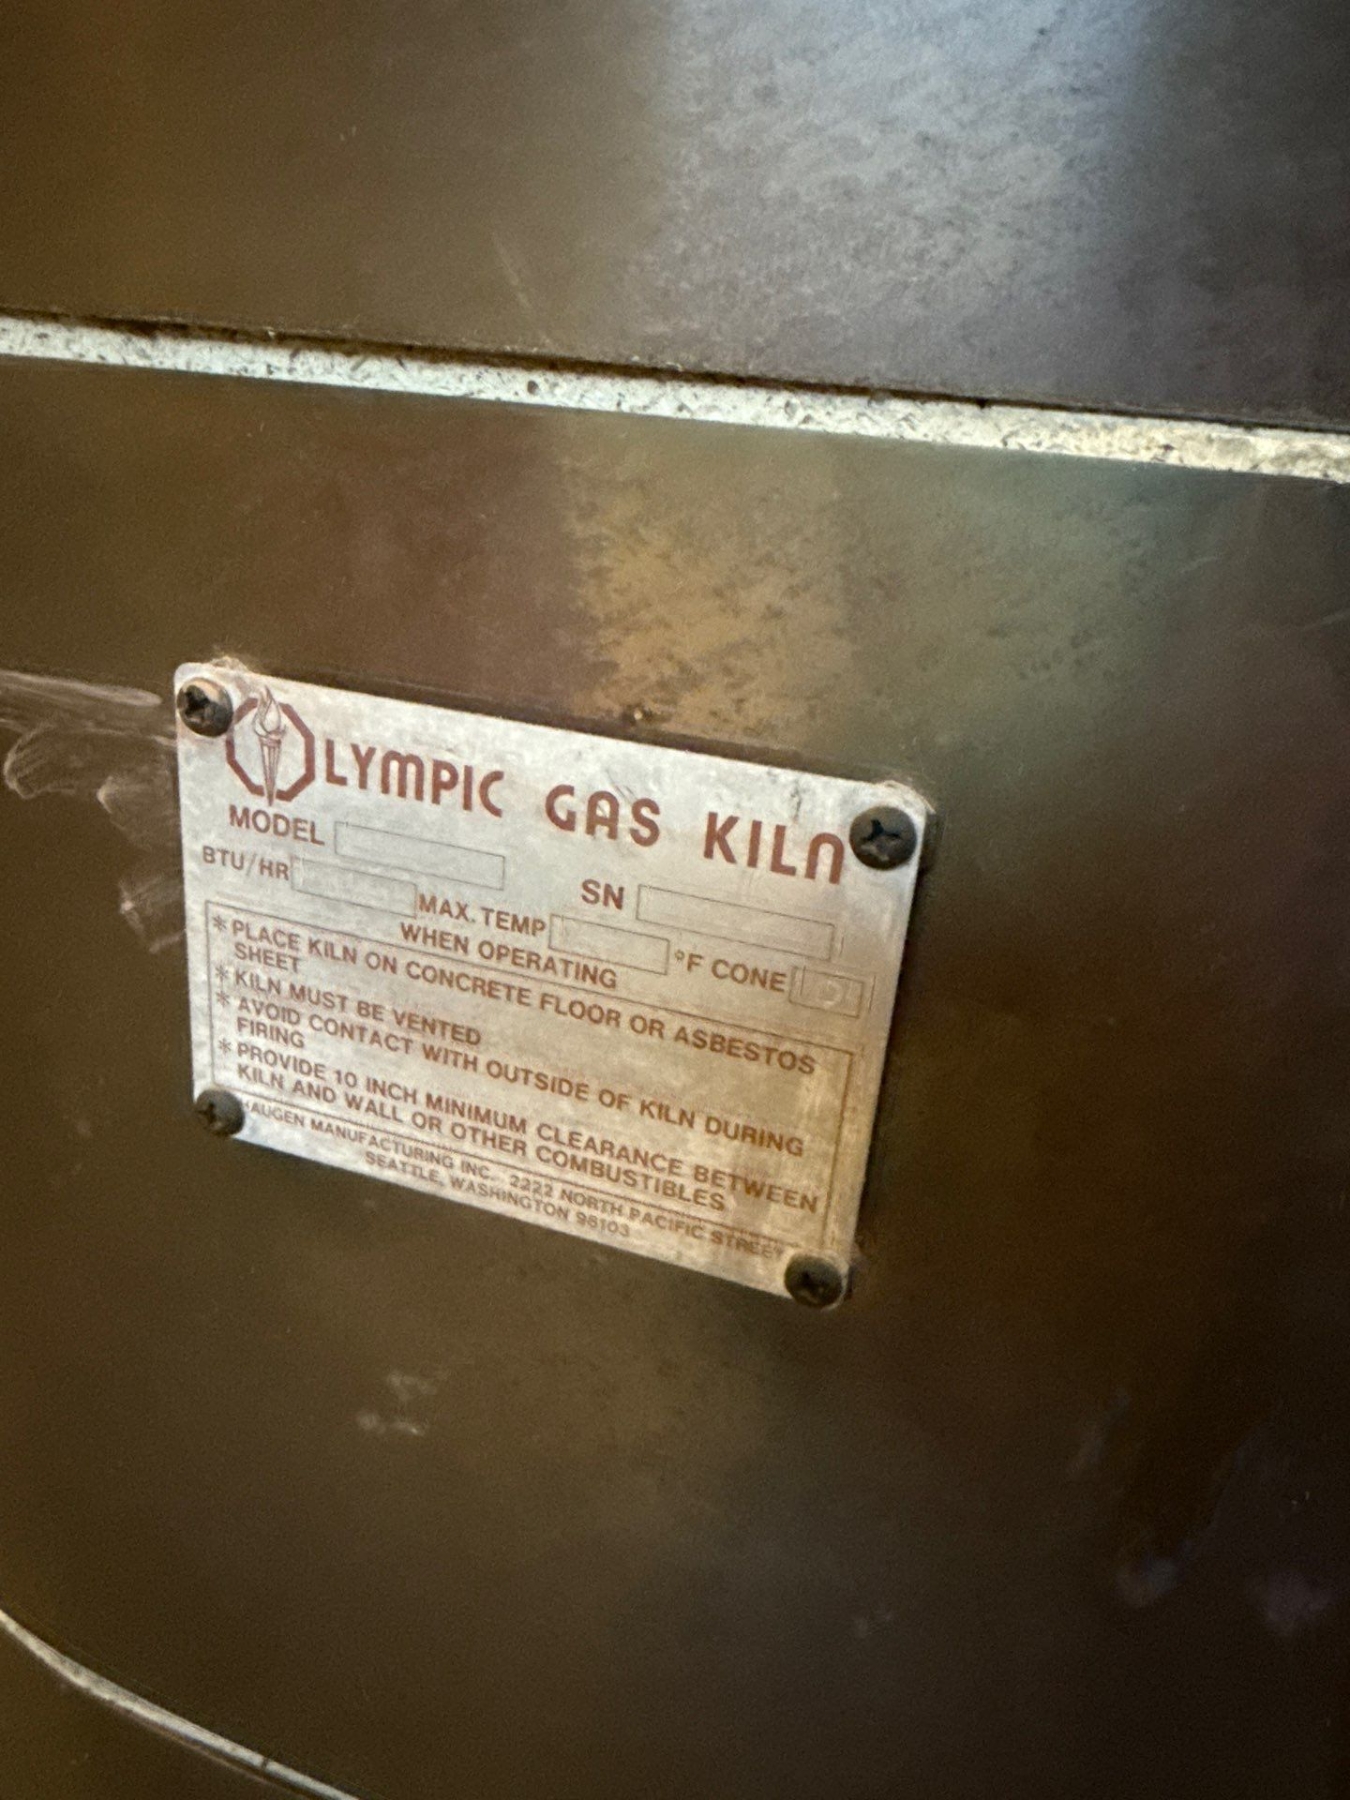 OLYMPIC GAS KILN
MODEL
SN
BTU/HR
MAX. TEMP
°F CONE
WHEN OPERATING
* PLACE KILN ON CONCRETE FLOOR OR ASBESTOS
SHEET
* KILN MUST BE VENTED
* AVOID CONTACT WITH OUTSIDE OF KILN DURING
FIRING
* PROVIDE 10 INCH MINIMUM CLEARANCE BETWEEN
KILN AND WALL OR OTHER COMBUSTIBLES
HAUGEN MANUFACTURING INC. 2222 NORTH PACIFIC STREET
SEATTLE, WASHINGTON 98103